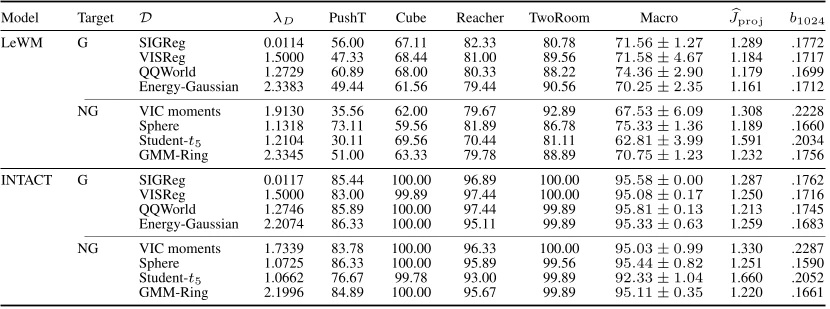 Model Target 𝒟 λ_D PushT Cube Reacher TwoRoom Macro Ĵ_proj b_1024
LeWM G SIGReg 0.0114 56.00 67.11 82.33 80.78 71.56 ± 1.27 1.289 .1772
VISReg 1.5000 47.33 68.44 81.00 89.56 71.58 ± 4.67 1.184 .1717
QQWorld 1.2729 60.89 68.00 80.33 88.22 74.36 ± 2.90 1.179 .1699
Energy-Gaussian 2.3383 49.44 61.56 79.44 90.56 70.25 ± 2.35 1.161 .1712
NG VIC moments 1.9130 35.56 62.00 79.67 92.89 67.53 ± 6.09 1.308 .2228
Sphere 1.1318 73.11 59.56 81.89 86.78 75.33 ± 1.36 1.189 .1660
Student-t₅ 1.2104 30.11 69.56 70.44 81.11 62.81 ± 3.99 1.591 .2034
GMM-Ring 2.3345 51.00 63.33 79.78 88.89 70.75 ± 1.23 1.232 .1756
INTACT G SIGReg 0.0117 85.44 100.00 96.89 100.00 95.58 ± 0.00 1.287 .1762
VISReg 1.5000 83.00 99.89 97.44 100.00 95.08 ± 0.17 1.250 .1716
QQWorld 1.2746 85.89 100.00 97.44 99.89 95.81 ± 0.13 1.213 .1745
Energy-Gaussian 2.2074 86.33 100.00 95.11 99.89 95.33 ± 0.63 1.259 .1683
NG VIC moments 1.7339 83.78 100.00 96.33 100.00 95.03 ± 0.99 1.330 .2287
Sphere 1.0725 86.33 100.00 95.89 99.56 95.44 ± 0.82 1.251 .1590
Student-t₅ 1.0662 76.67 99.78 93.00 99.89 92.33 ± 1.04 1.660 .2052
GMM-Ring 2.1996 84.89 100.00 95.67 99.89 95.11 ± 0.35 1.220 .1661